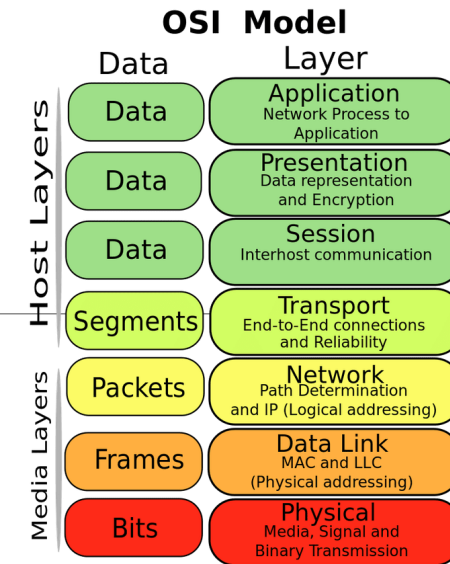 OSI Model
Data
Layer
Host Layers
Data
Application
Network Process to
Application
Data
Presentation
Data representation
and Encryption
Data
Session
Interhost communication
Segments
Transport
End-to-End connections
and Reliability
Media Layers
Packets
Network
Path Determination
and IP (Logical addressing)
Frames
Data Link
MAC and LLC
(Physical addressing)
Bits
Physical
Media, Signal and
Binary Transmission